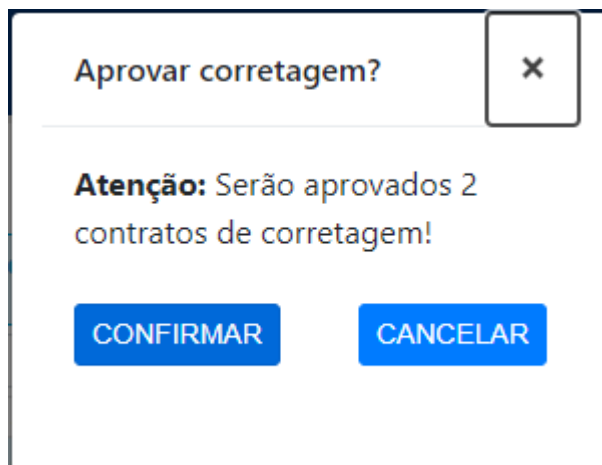 Aprovar corretagem? ×
Atenção: Serão aprovados 2
contratos de corretagem!
CONFIRMAR CANCELAR